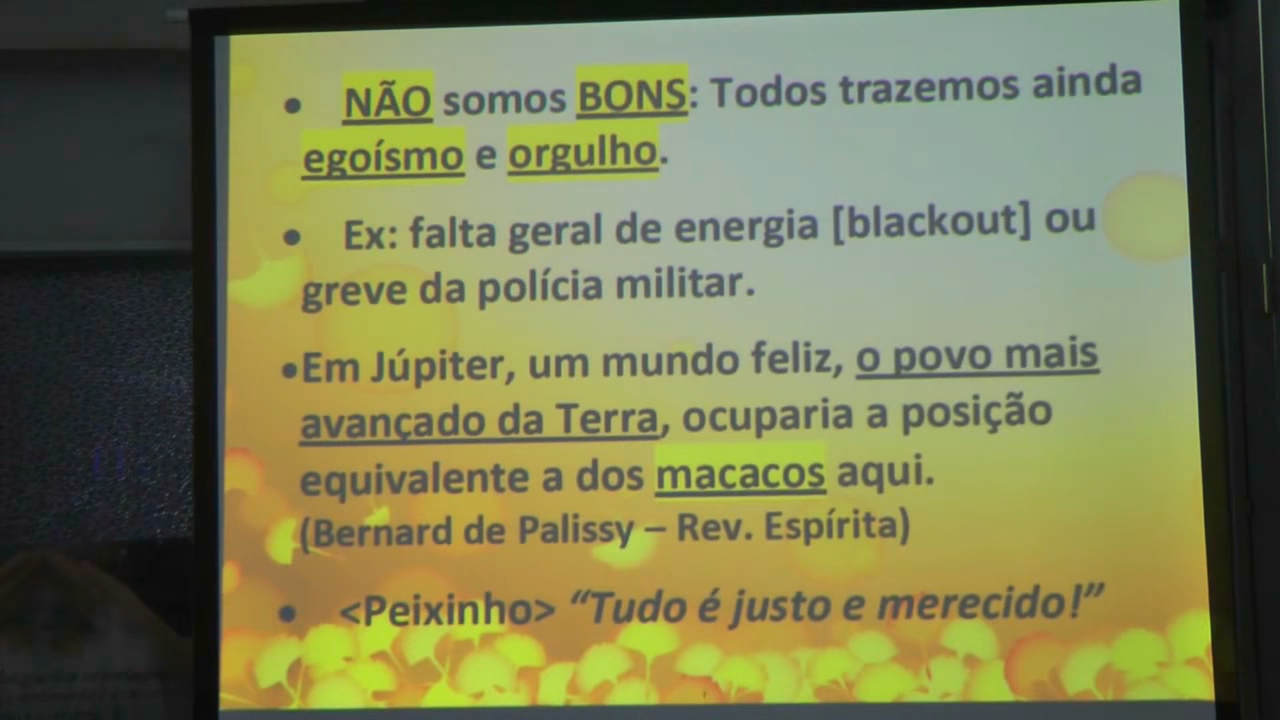 • NÃO somos BONS: Todos trazemos ainda
egoísmo e orgulho.
• Ex: falta geral de energia [blackout] ou
greve da polícia militar.
•Em Júpiter, um mundo feliz, o povo mais
avançado da Terra, ocuparia a posição
equivalente a dos macacos aqui.
(Bernard de Palissy – Rev. Espírita)
• <Peixinho> “Tudo é justo e merecido!”